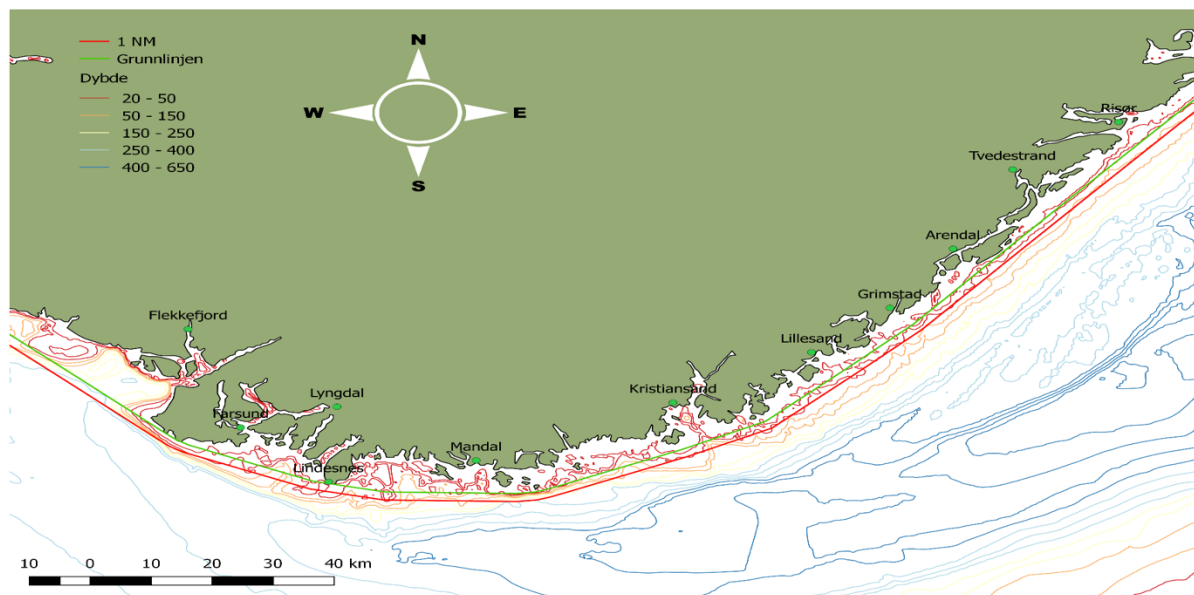 1 NM
Grunnlinjen
Dybde
20 - 50
50 - 150
150 - 250
250 - 400
400 - 650
N
W E
S
Risør
Tvedestrand
Arendal
Grimstad
Flekkefjord
Lillesand
Kristiansand
Lyngdal
Farsund
Mandal
Lindesnes
10 0 10 20 30 40 km